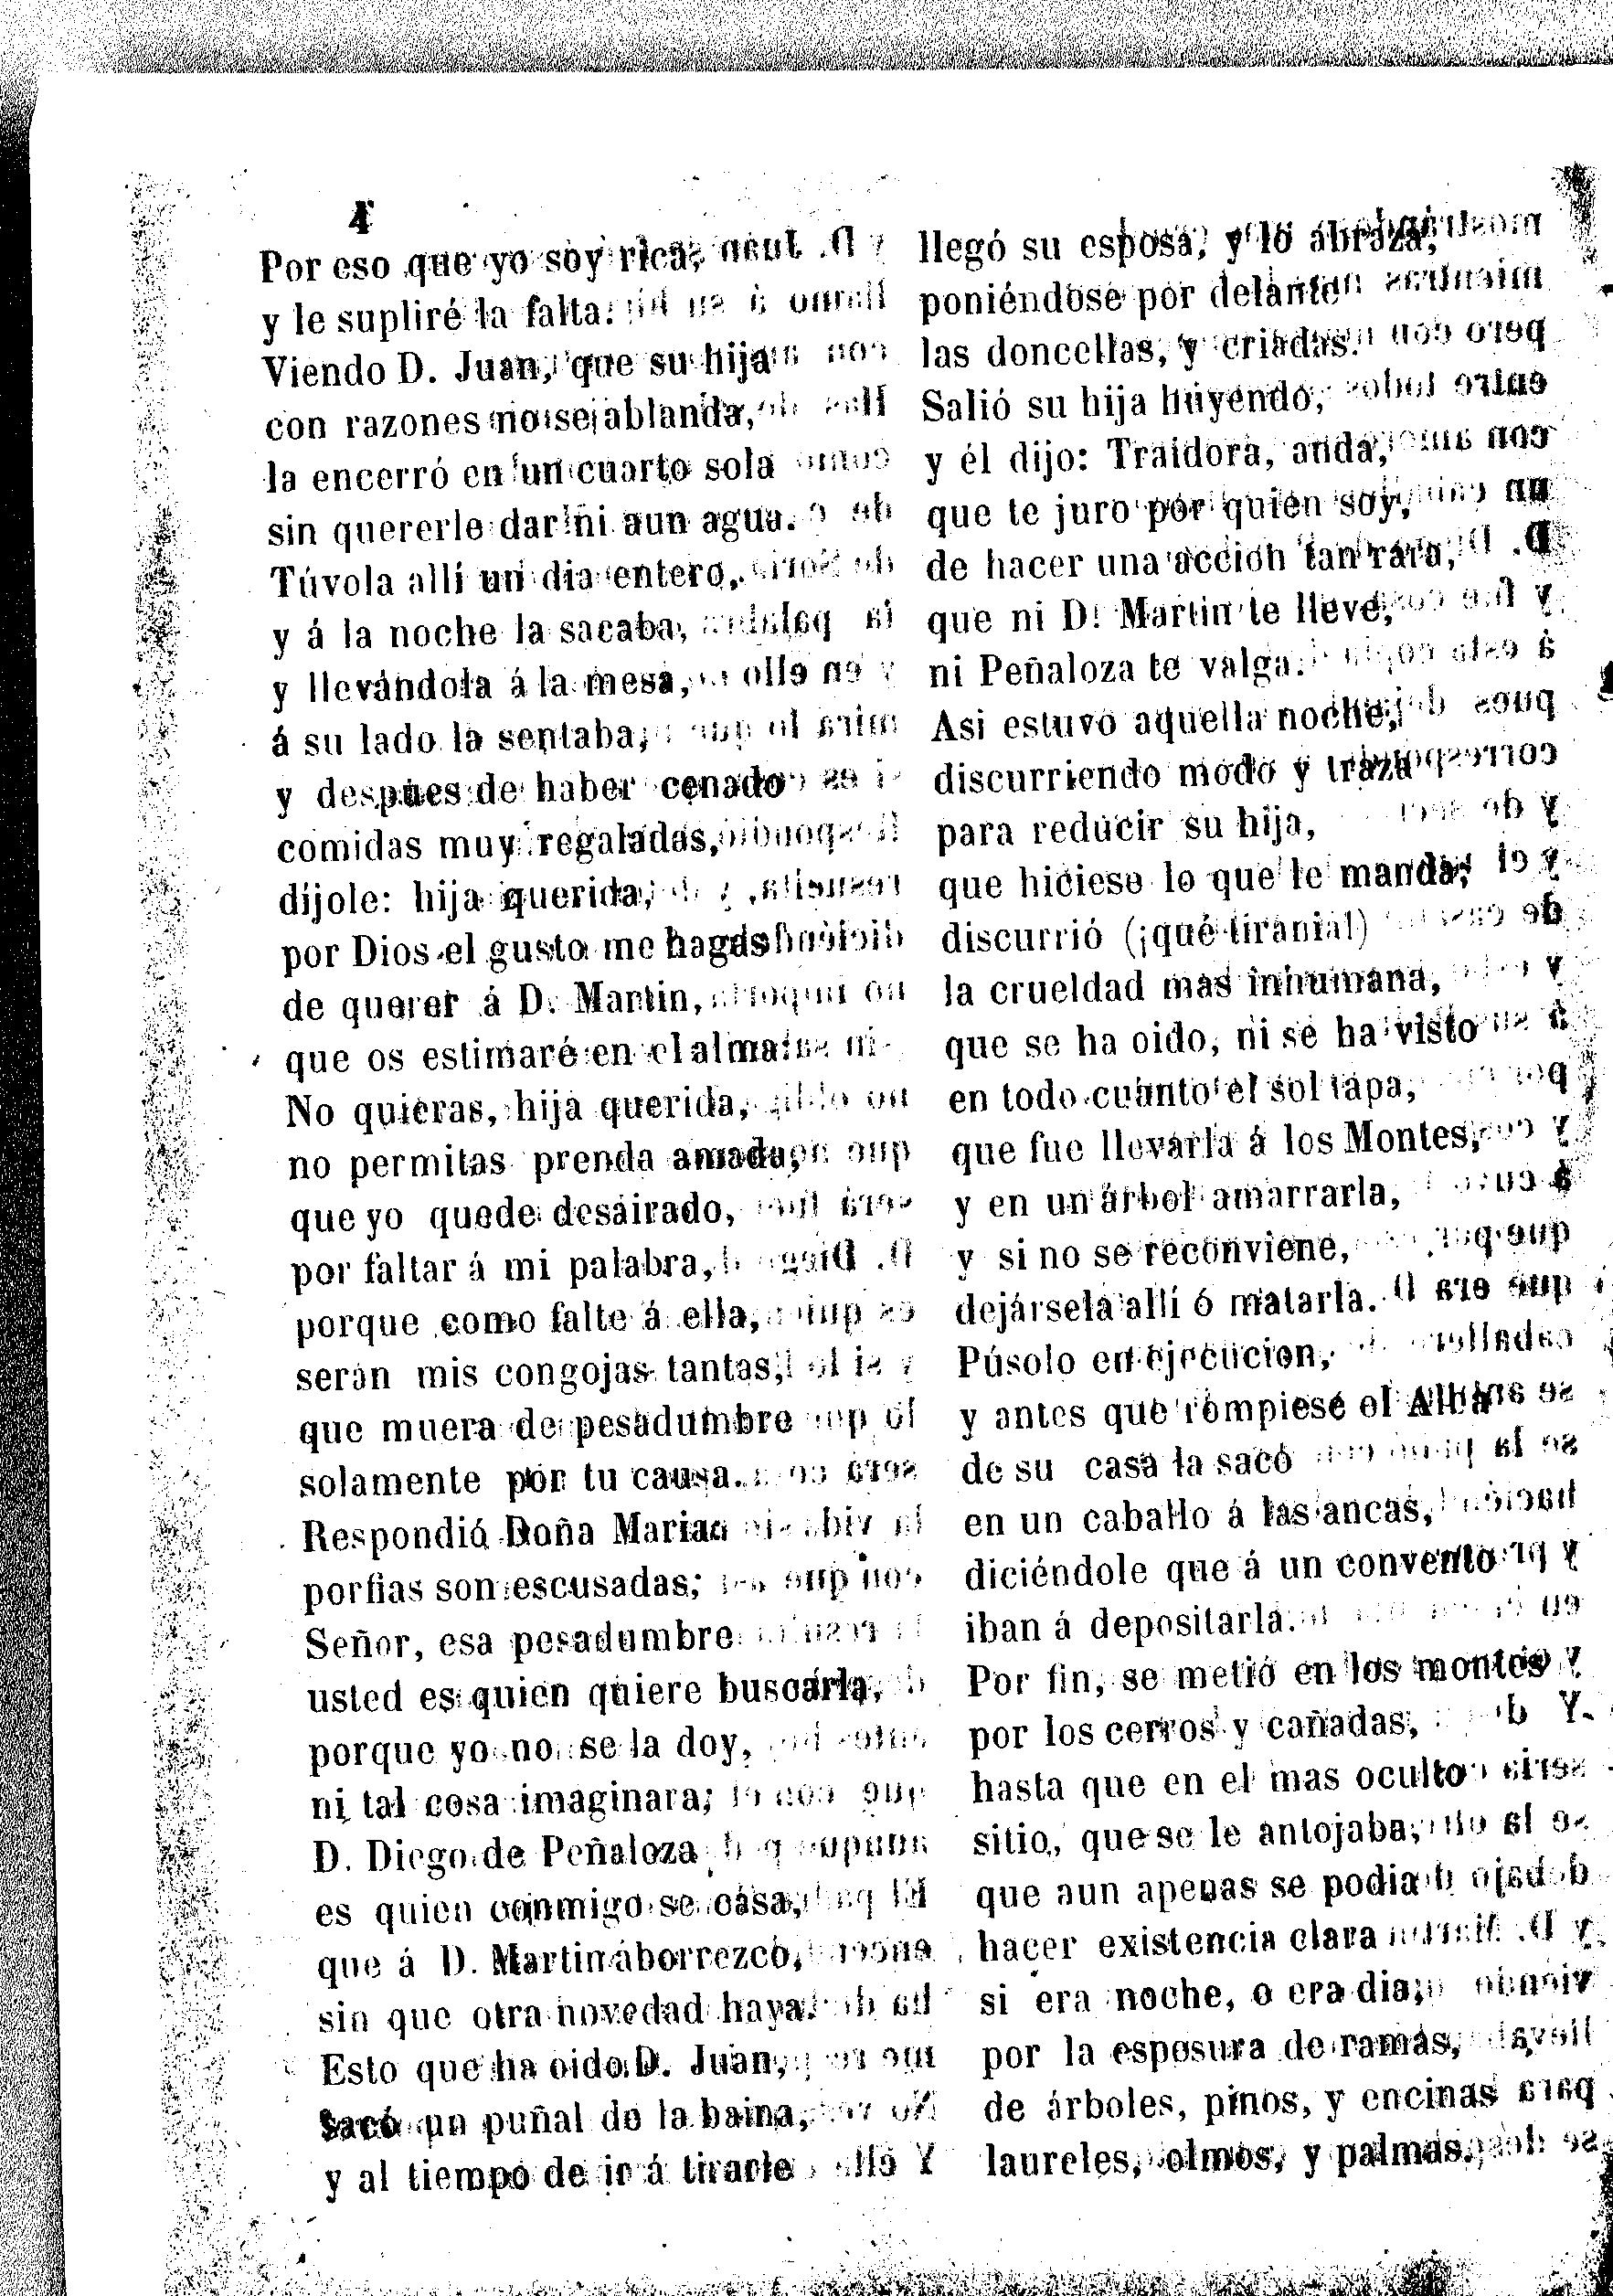 4
Por eso que yo soy rica,
y le supliré la falta.
Viendo D. Juan, que su hija
con razones no se ablanda,
la encerró en un cuarto sola
sin quererle dar ni aun agua.
Túvola allí un dia entero,
y á la noche la sacaba,
y llevándola á la mesa,
á su lado la sentaba,
y despues de haber cenado
comidas muy regaladas,
díjole: hija querida,
por Dios el gusto me hagas
de querer á D. Martin,
que os estimaré en el alma:
No quieras, hija querida,
no permitas prenda amada,
que yo quede desairado,
por faltar á mi palabra,
porque como falte á ella,
serán mis congojas tantas,
que muera de pesadumbre
solamente por tu causa.
Respondió Doña Maria
porfias son escusadas;
Señor, esa pesadumbre
usted es quien quiere buscarla,
porque yo no se la doy,
ni tal cosa imaginara;
D. Diego de Peñaloza
es quien conmigo se casa,
que á D. Martin aborrezco,
sin que otra novedad haya.
Esto que ha oido D. Juan,
sacó un puñal de la baina,
y al tiempo de ir á tirarle
llegó su esposa, y lo abraza,
poniéndose por delante
las doncellas, y criadas.
Salió su hija huyendo,
y él dijo: Traidora, anda,
que te juro por quien soy,
de hacer una accion tan rara,
que ni D. Martin te lleve,
ni Peñaloza te valga.
Asi estuvo aquella noche,
discurriendo modo y traza
para reducir su hija,
que hiciese lo que le manda;
discurrió (¡qué tirania!)
la crueldad mas inhumana,
que se ha oido, ni se ha visto
en todo cuanto el sol tapa,
que fue llevarla á los Montes,
y en un árbol amarrarla,
y si no se reconviene,
dejársela allí ó matarla.
Púsolo en ejecucion,
y antes que rompiese el Alba
de su casa la sacó
en un caballo á las ancas,
diciéndole que á un convento
iban á depositarla.
Por fin, se metió en los montes
por los cerros y cañadas,
hasta que en el mas oculto
sitio, que se le antojaba,
que aun apenas se podia
hacer existencia clara
si era noche, o era dia,
por la esposura de ramas,
de árboles, pinos, y encinas
laureles, olmos, y palmas.